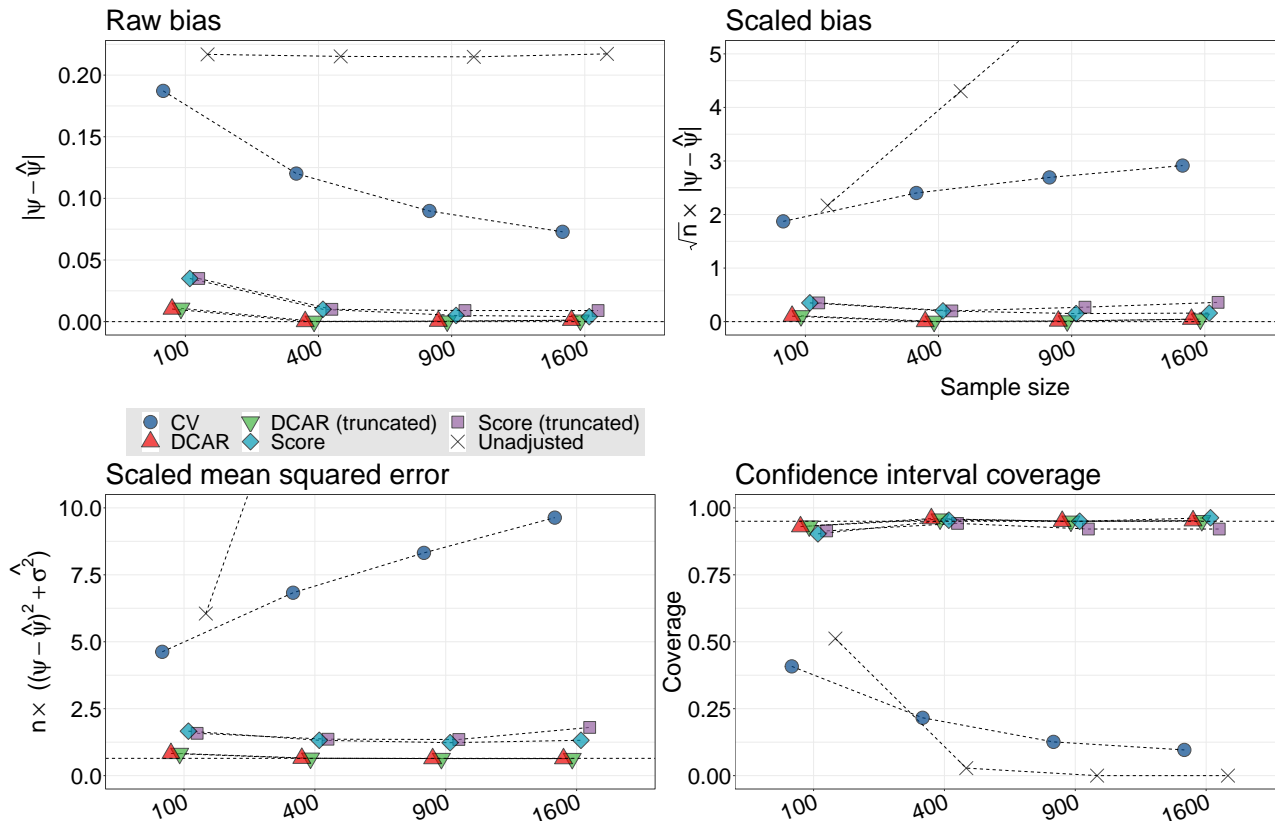 Raw bias
|ψ − ψ̂|
0.20
0.15
0.10
0.05
0.00
100
400
900
1600
Scaled bias
√n × |ψ − ψ̂|
5
4
3
2
1
0
100
400
900
1600
Sample size
CV
DCAR (truncated)
Score (truncated)
DCAR
Score
Unadjusted
Scaled mean squared error
n × ((ψ − ψ̂)² + σ̂²)
10.0
7.5
5.0
2.5
0.0
100
400
900
1600
Confidence interval coverage
Coverage
1.00
0.75
0.50
0.25
0.00
100
400
900
1600